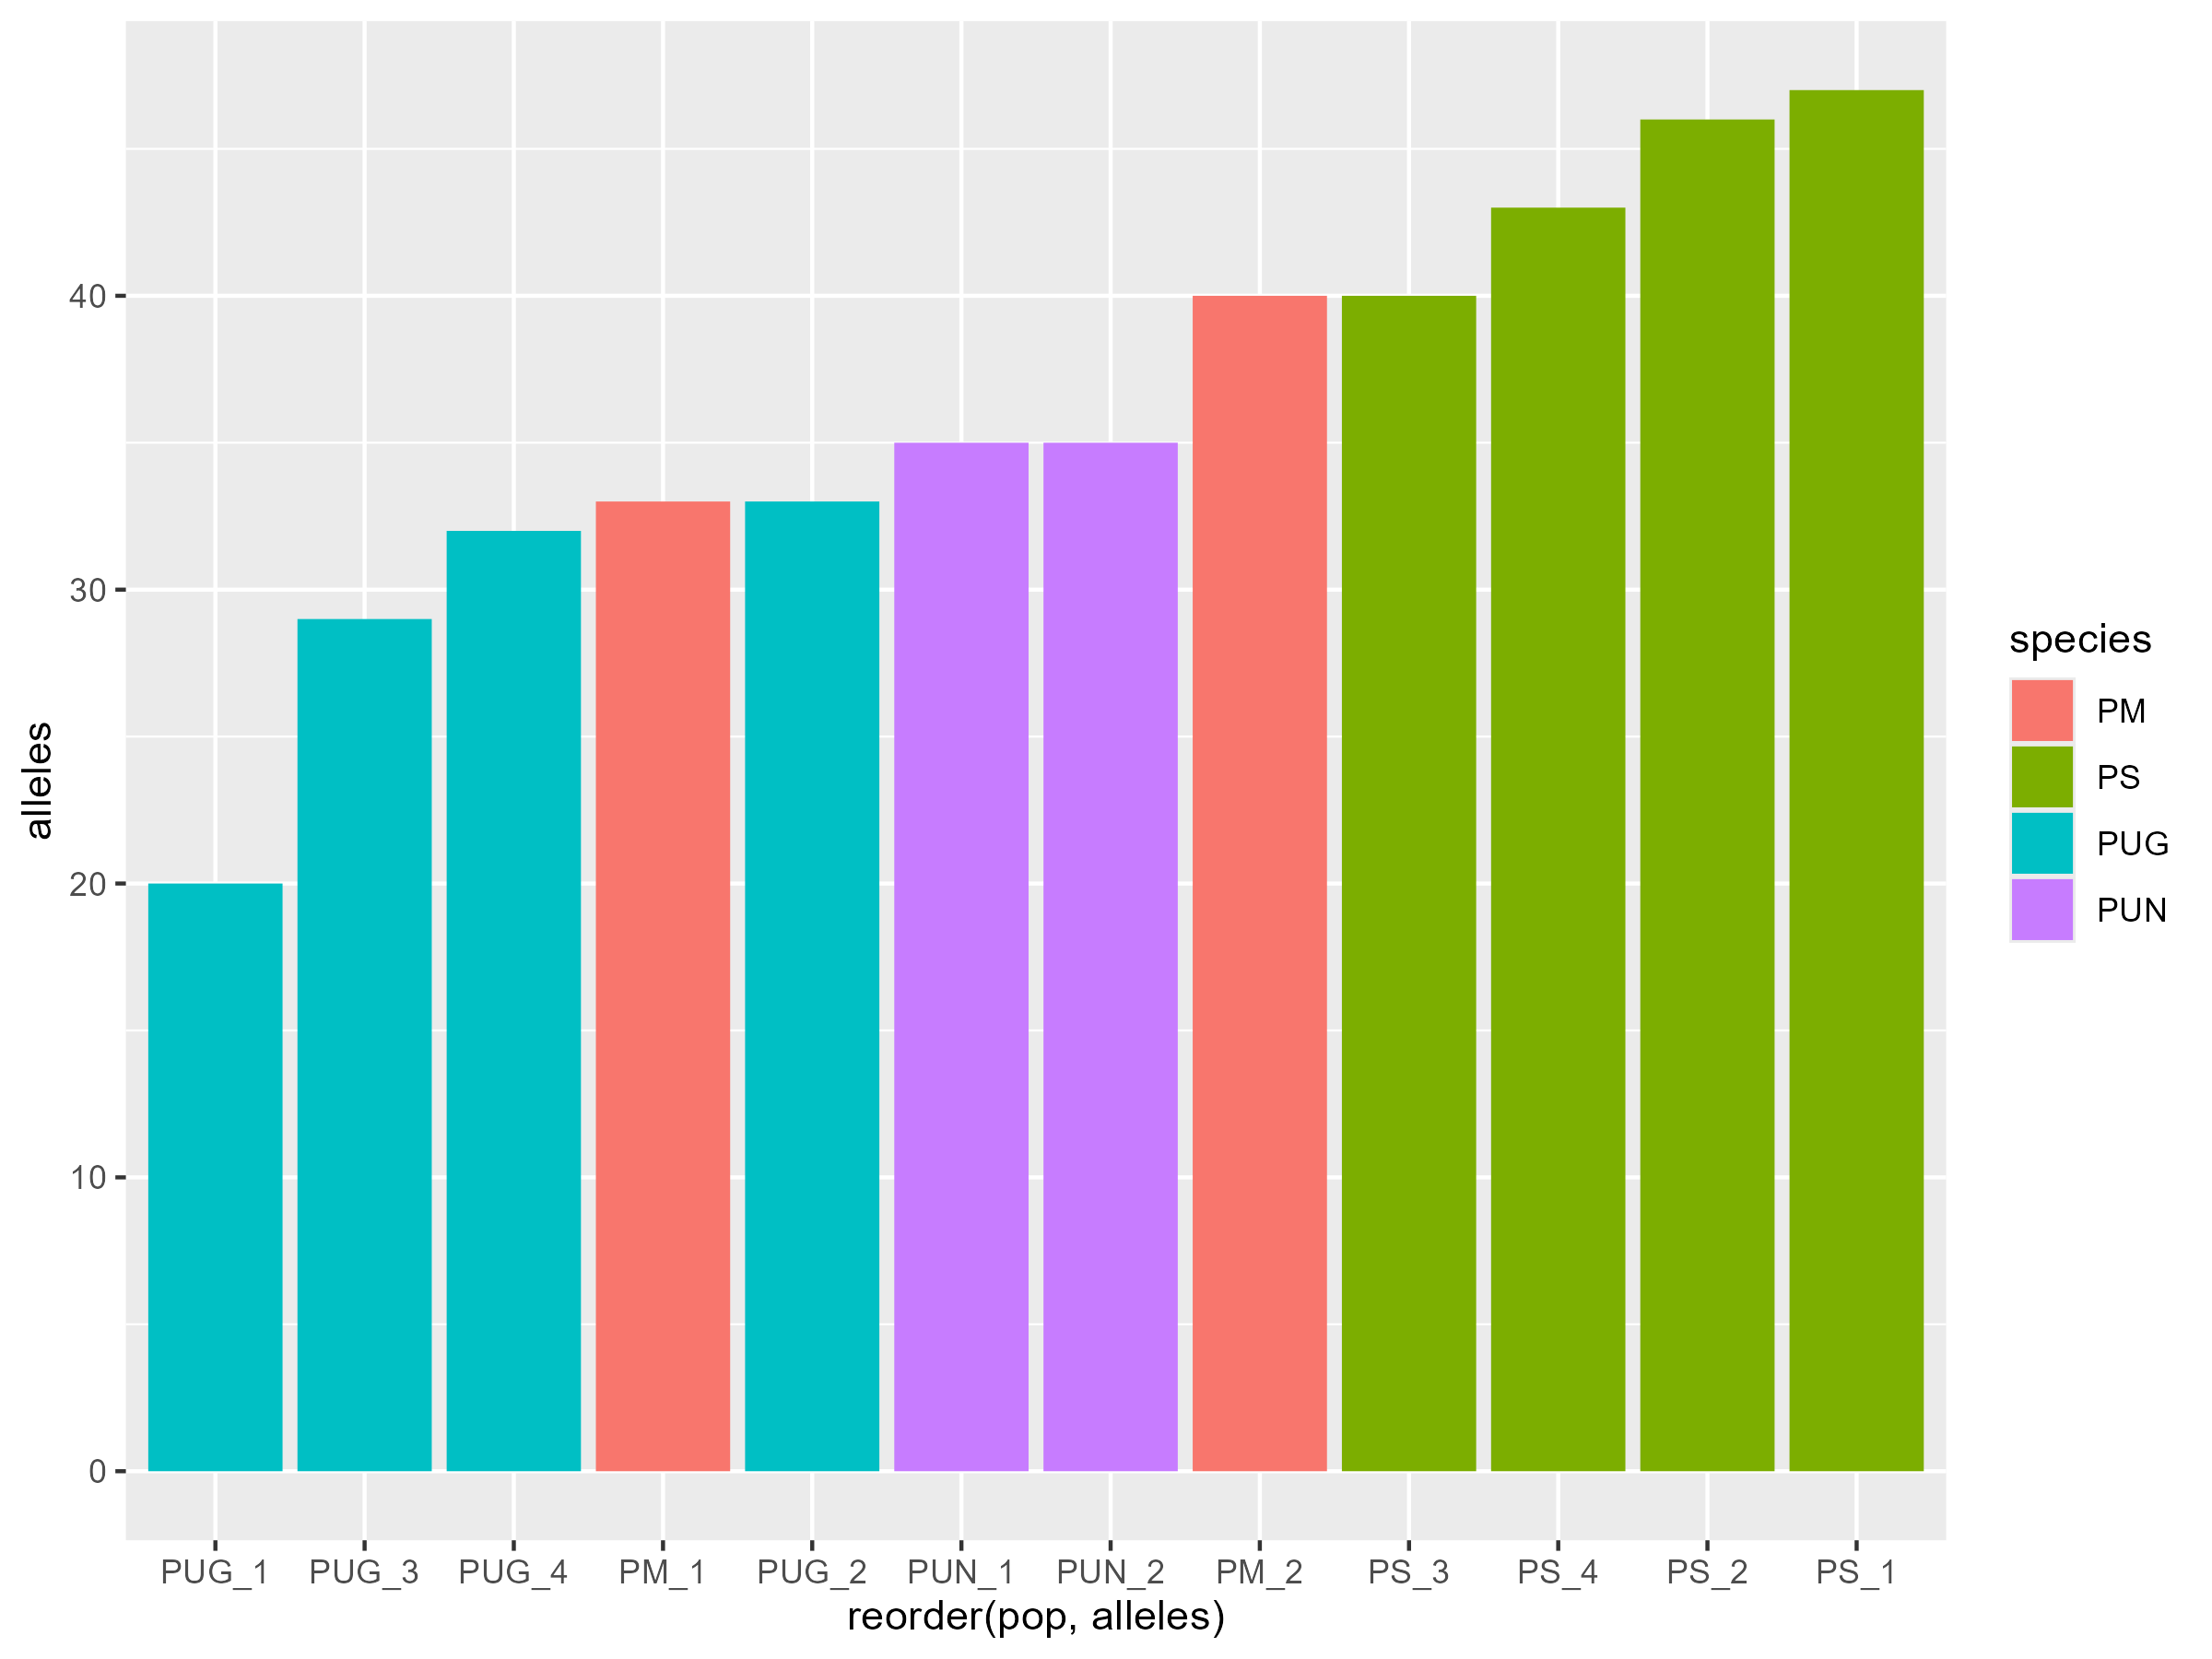 alleles
40
30
20
10
0
PUG_1 PUG_3 PUG_4 PM_1 PUG_2 PUN_1 PUN_2 PM_2 PS_3 PS_4 PS_2 PS_1
reorder(pop, alleles)
species
PM
PS
PUG
PUN